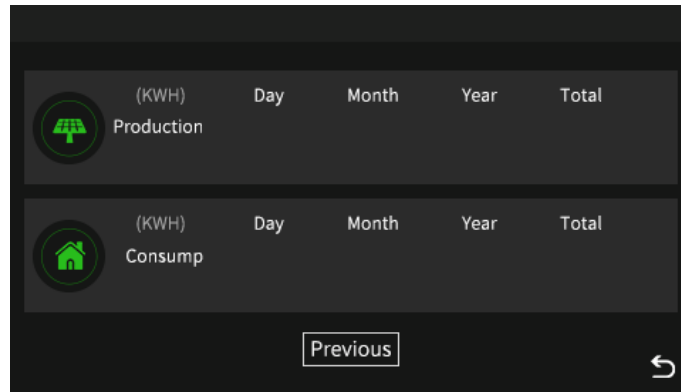 (KWH) Day Month Year Total
Production
(KWH) Day Month Year Total
Consump
Previous